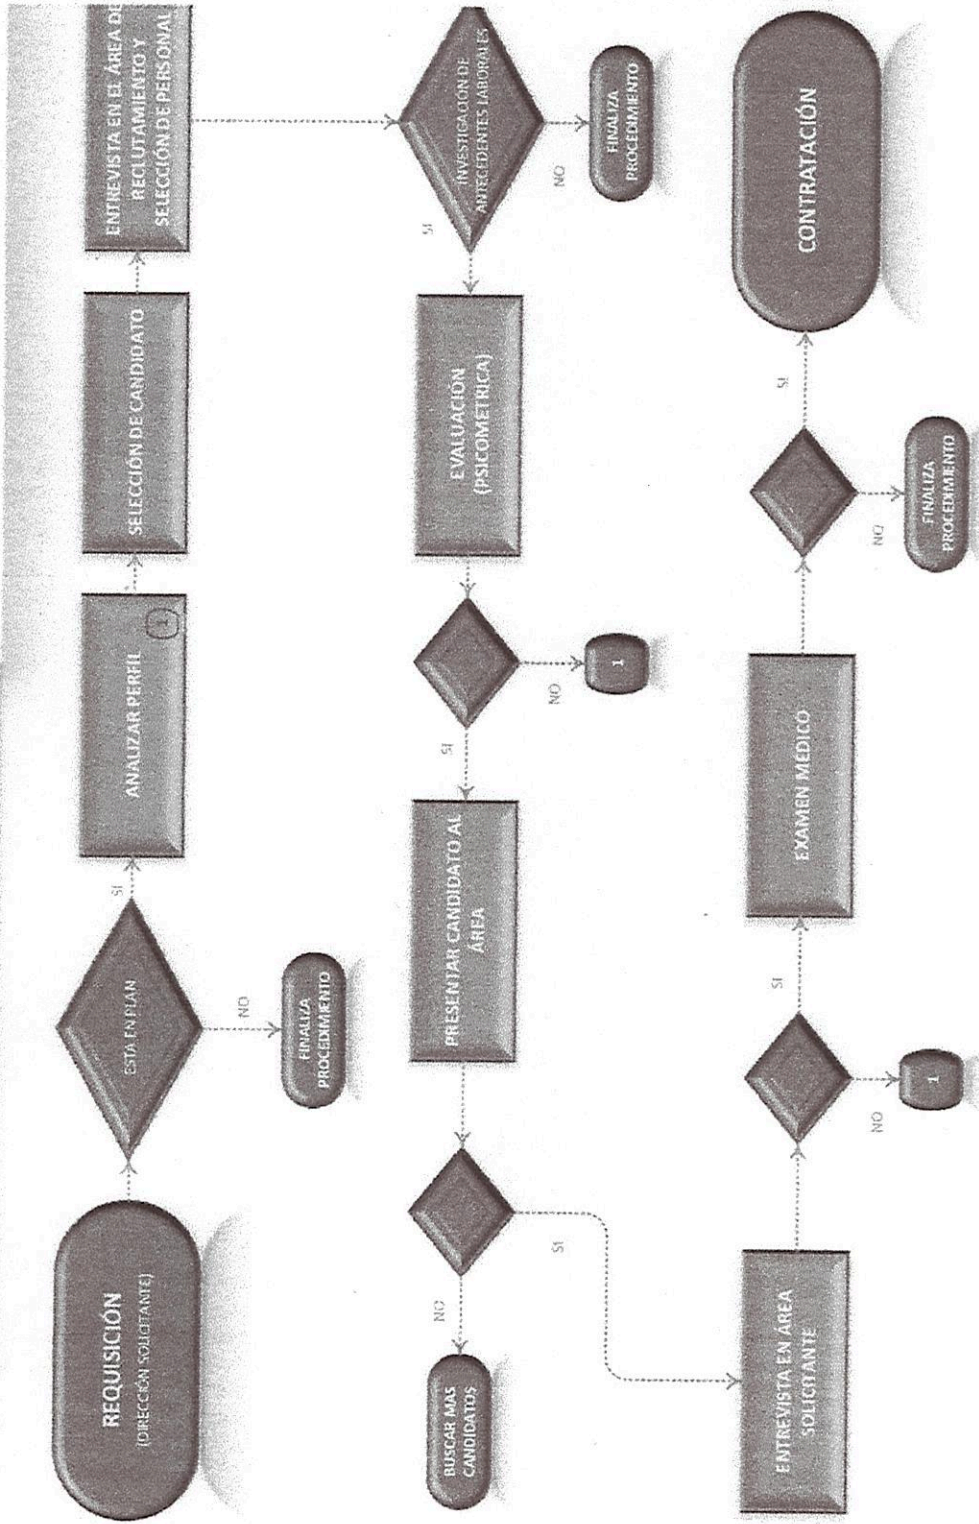 REQUISICIÓN
(DIRECCIÓN SOLICITANTE)
ESTA EN PLAN
SI
NO
FINALIZA
PROCEDIMIENTO
ANALIZAR PERFIL
1
SELECCIÓN DE CANDIDATO
ENTREVISTA EN EL ÁREA DE
RECLUTAMIENTO Y
SELECCIÓN DE PERSONAL
INVESTIGACION DE
ANTECEDENTES LABORALES
SI
NO
FINALIZA
PROCEDIMIENTO
EVALUACIÓN
(PSICOMETRICA)
NO
1
SI
PRESENTAR CANDIDATO AL
ÁREA
NO
BUSCAR MAS
CANDIDATOS
SI
ENTREVISTA EN ÁREA
SOLICITANTE
NO
1
SI
EXAMEN MEDICO
NO
FINALIZA
PROCEDIMIENTO
SI
CONTRATACIÓN